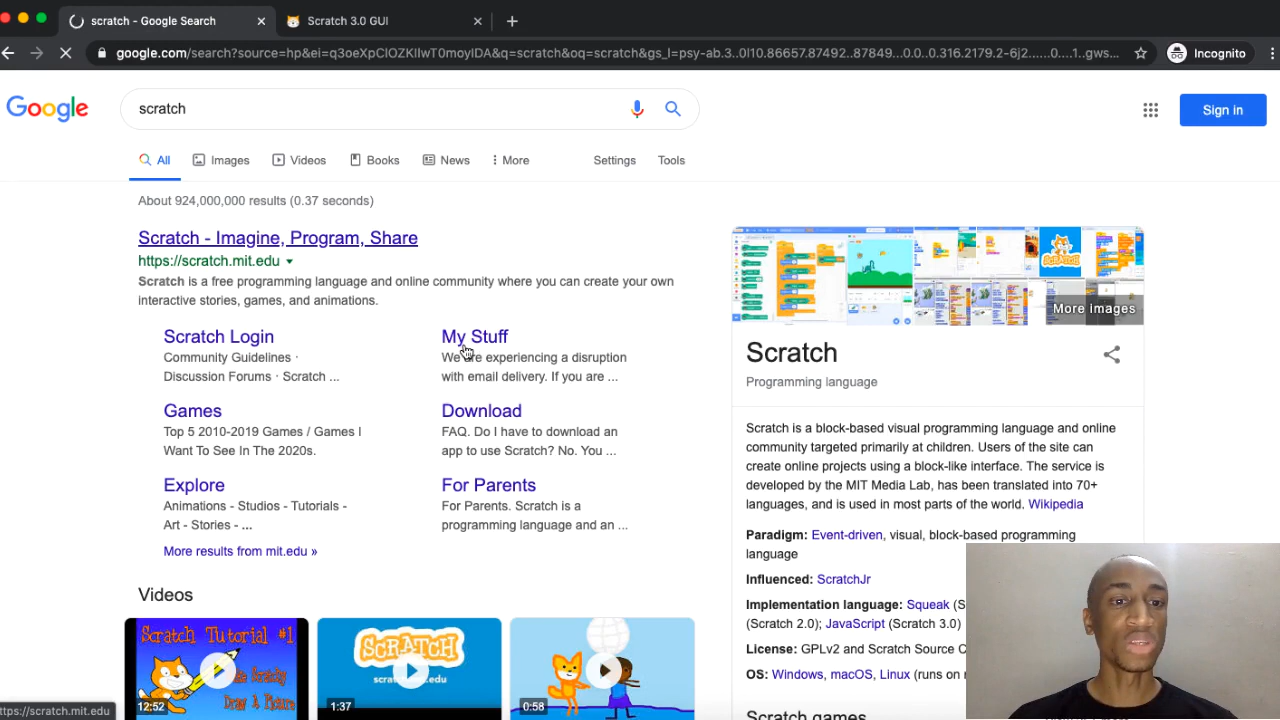 scratch - Google Search
Scratch 3.0 GUI
google.com/search?source=hp&ei=q3oeXpClOZKIlwT0moyIDA&q=scratch&oq=scratch&gs_l=psy-ab.3..0l10.86657.87492..87849...0.0..0.316.2179.2-6j2......0....1..gws...
Incognito
Google
scratch
Sign in
All
Images
Videos
Books
News
More
Settings
Tools
About 924,000,000 results (0.37 seconds)
Scratch - Imagine, Program, Share
https://scratch.mit.edu
Scratch is a free programming language and online community where you can create your own
interactive stories, games, and animations.
Scratch Login
Community Guidelines ·
Discussion Forums · Scratch ...
My Stuff
We are experiencing a disruption
with email delivery. If you are ...
Games
Top 5 2010-2019 Games / Games I
Want To See In The 2020s.
Download
FAQ. Do I have to download an
app to use Scratch? No. You ...
Explore
Animations - Studios - Tutorials -
Art - Stories - ...
For Parents
For Parents. Scratch is a
programming language and an ...
More results from mit.edu »
Videos
Scratch Tutorial #1
Draw A Picture
12:52
SCRATCH
1:37
0:58
https://scratch.mit.edu
SCRATCH
More images
Scratch
Programming language
Scratch is a block-based visual programming language and online
community targeted primarily at children. Users of the site can
create online projects using a block-like interface. The service is
developed by the MIT Media Lab, has been translated into 70+
languages, and is used in most parts of the world. Wikipedia
Paradigm: Event-driven, visual, block-based programming
language
Influenced: ScratchJr
Implementation language: Squeak (S
(Scratch 2.0); JavaScript (Scratch 3.0)
License: GPLv2 and Scratch Source C
OS: Windows, macOS, Linux (runs on
Scratch games